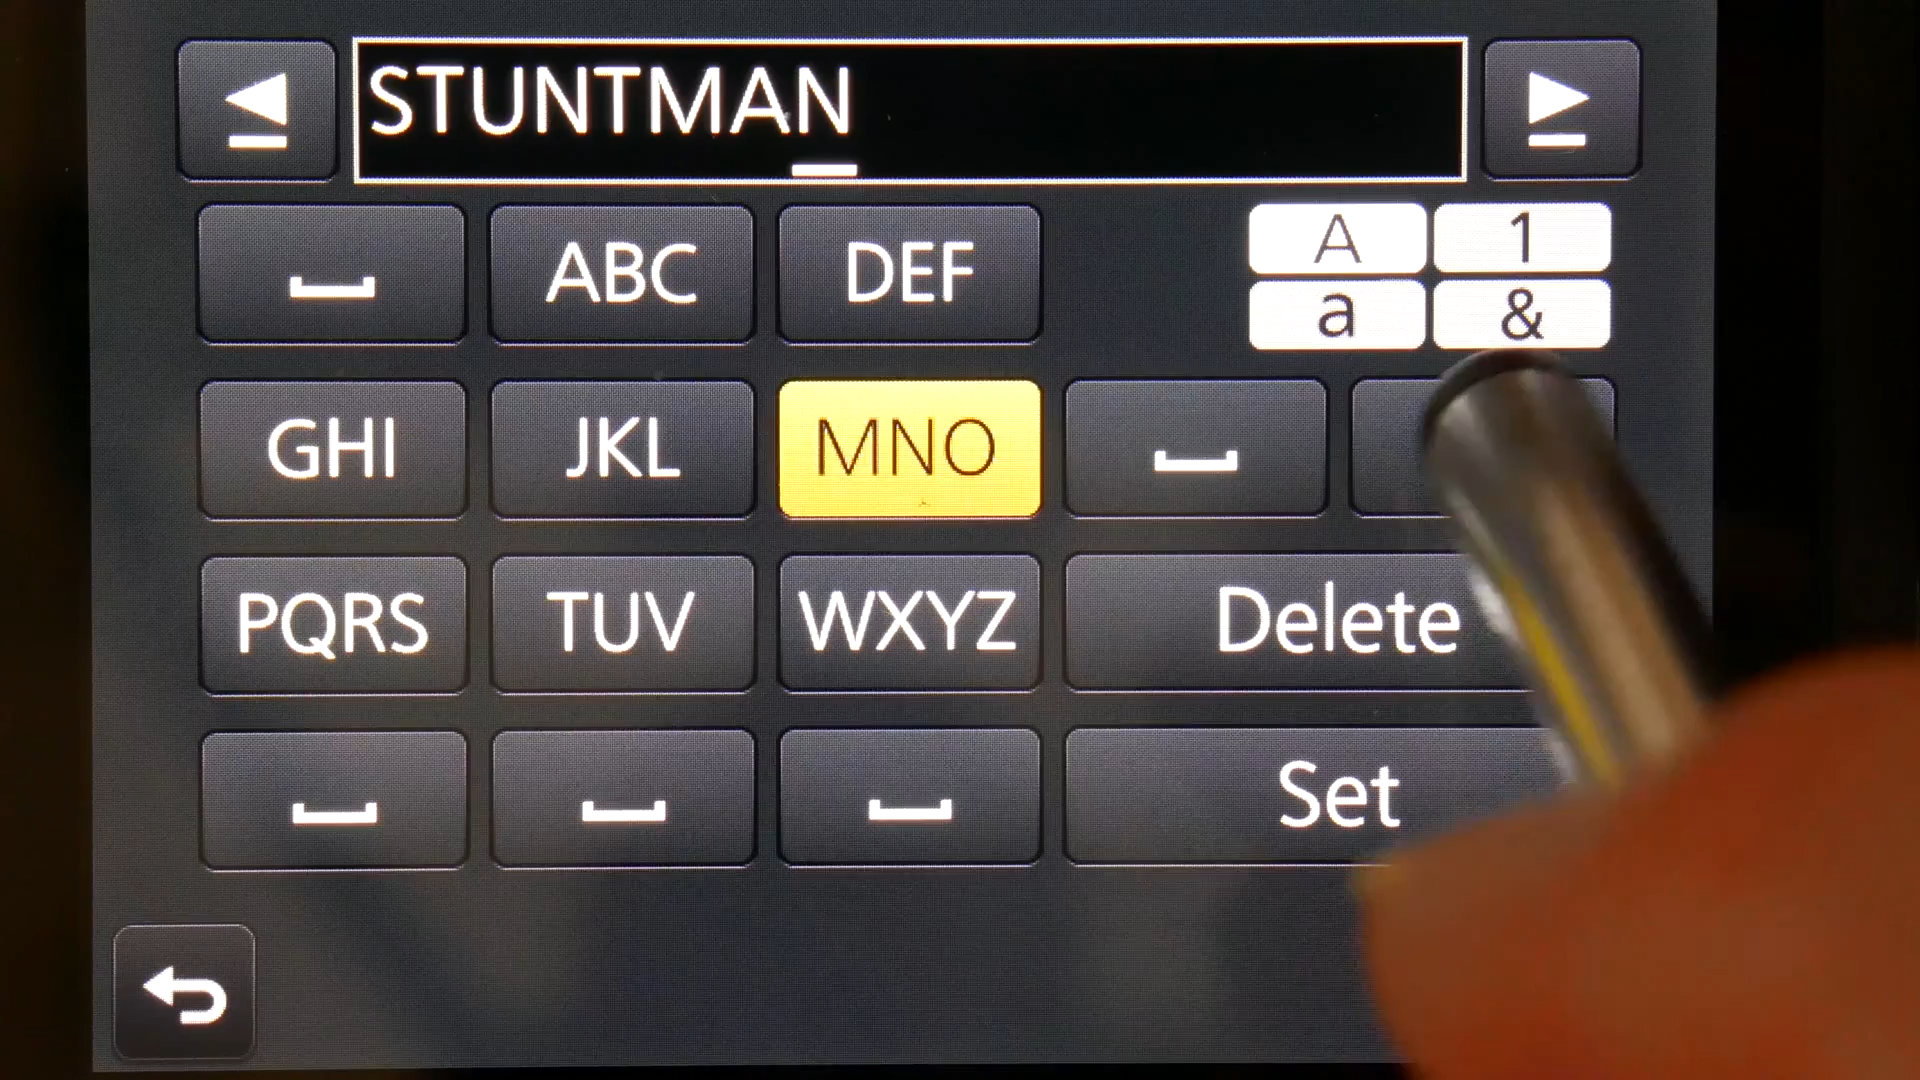 STUNTMAN
ABC DEF A 1
a &
GHI JKL MNO
PQRS TUV WXYZ Delete
Set